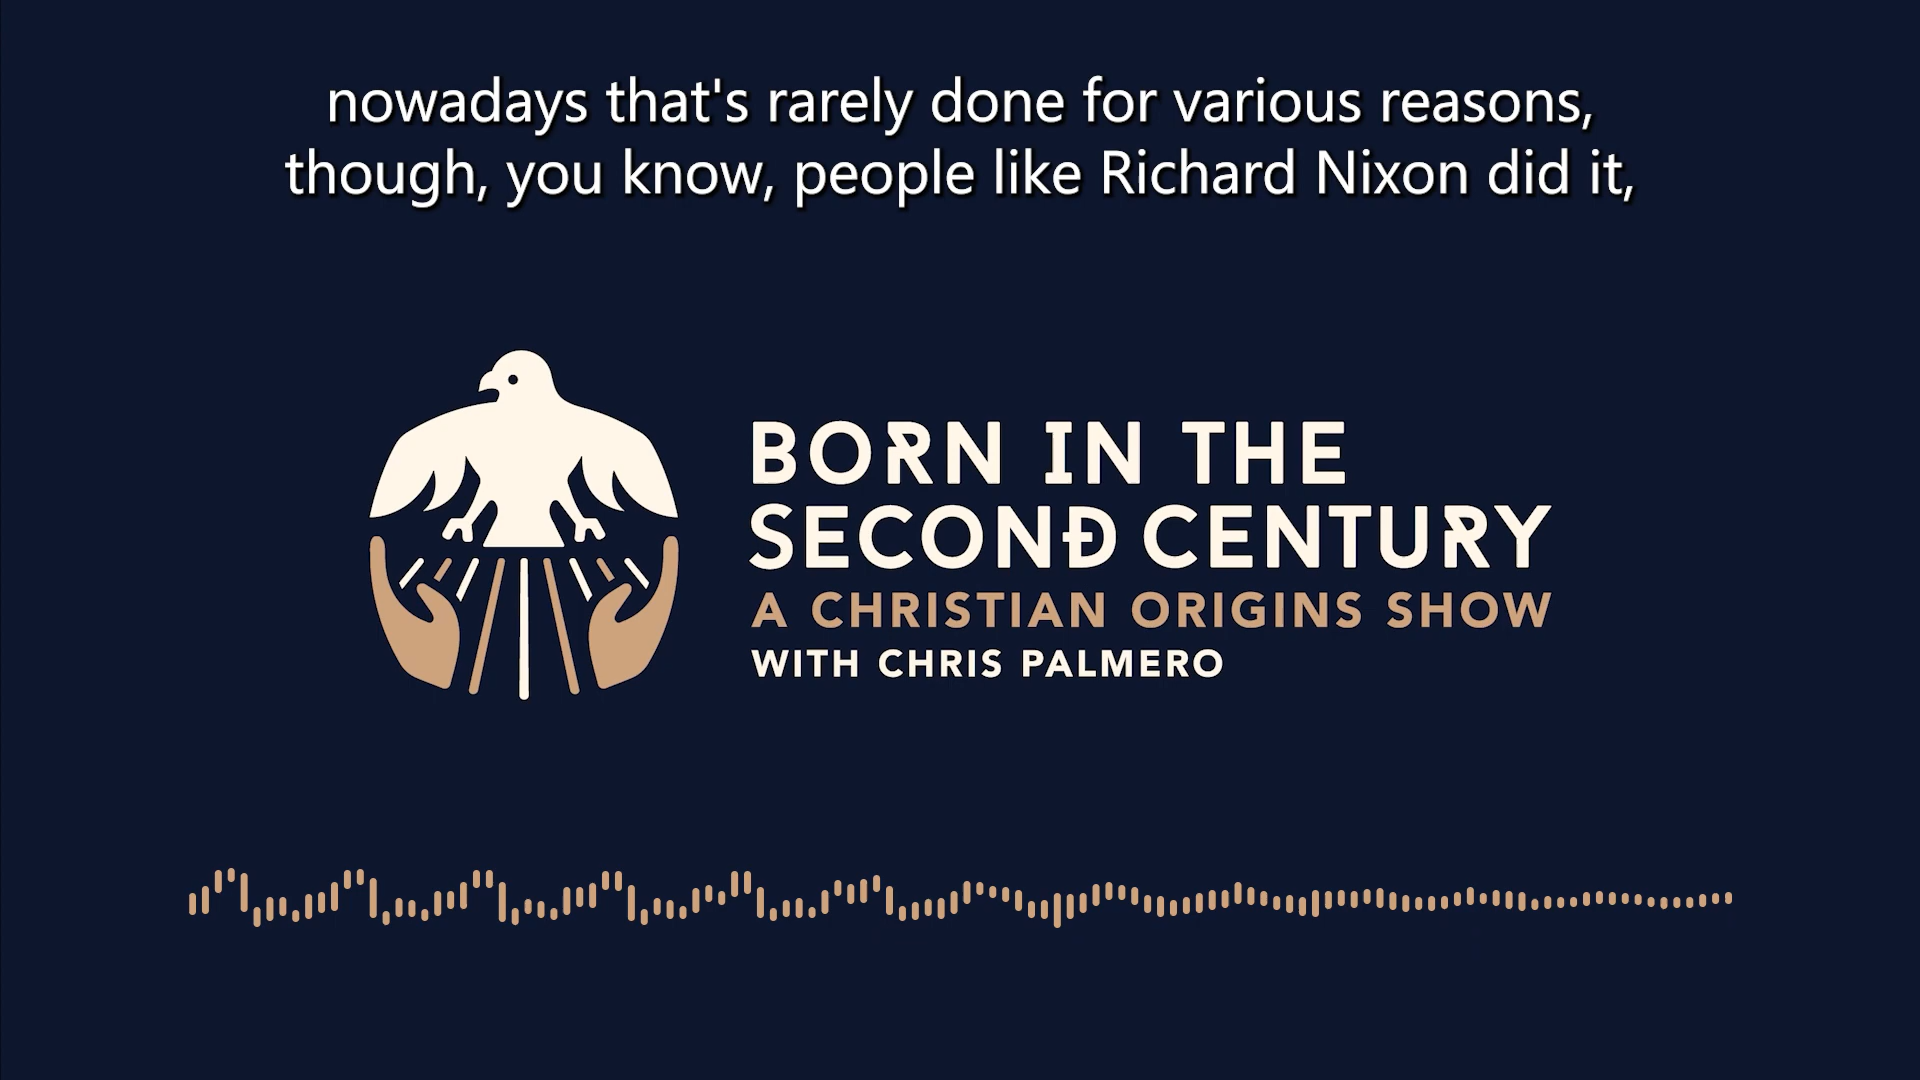 nowadays that's rarely done for various reasons,
though, you know, people like Richard Nixon did it,
BORN IN THE
SECOND CENTURY
A CHRISTIAN ORIGINS SHOW
WITH CHRIS PALMERO